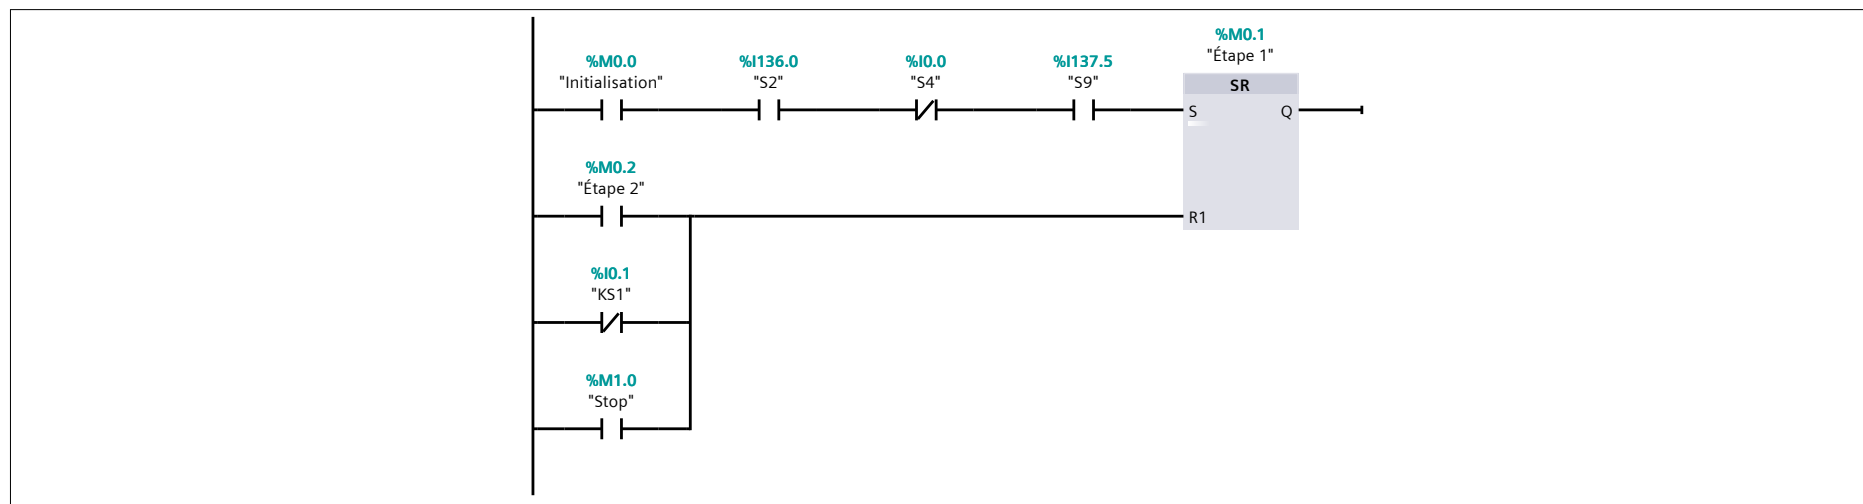 %M0.1
"Étape 1"
%M0.0
%I136.0
%I0.0
%I137.5
"Initialisation"
"S2"
"S4"
"S9"
SR
S
Q
%M0.2
"Étape 2"
R1
%I0.1
"KS1"
%M1.0
"Stop"